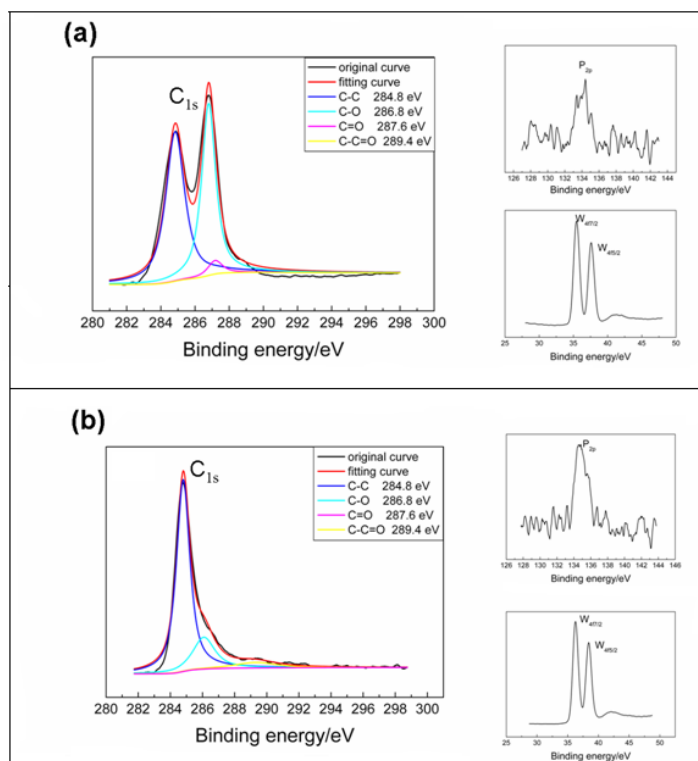 (a)
C1s
original curve
fitting curve
C-C 284.8 eV
C-O 286.8 eV
C=O 287.6 eV
C-C=O 289.4 eV
280 282 284 286 288 290 292 294 296 298 300
Binding energy/eV
P2p
126 128 130 132 134 136 138 140 142 144
Binding energy/eV
W4f7/2
W4f5/2
25 30 35 40 45 50
Binding energy/eV
(b)
C1s
original curve
fitting curve
C-C 284.8 eV
C-O 286.8 eV
C=O 287.6 eV
C-C=O 289.4 eV
280 282 284 286 288 290 292 294 296 298 300
Binding energy/eV
P2p
126 128 130 132 134 136 138 140 142 144 146
Binding energy/eV
W4f7/2
W4f5/2
25 30 35 40 45 50
Binding energy/eV